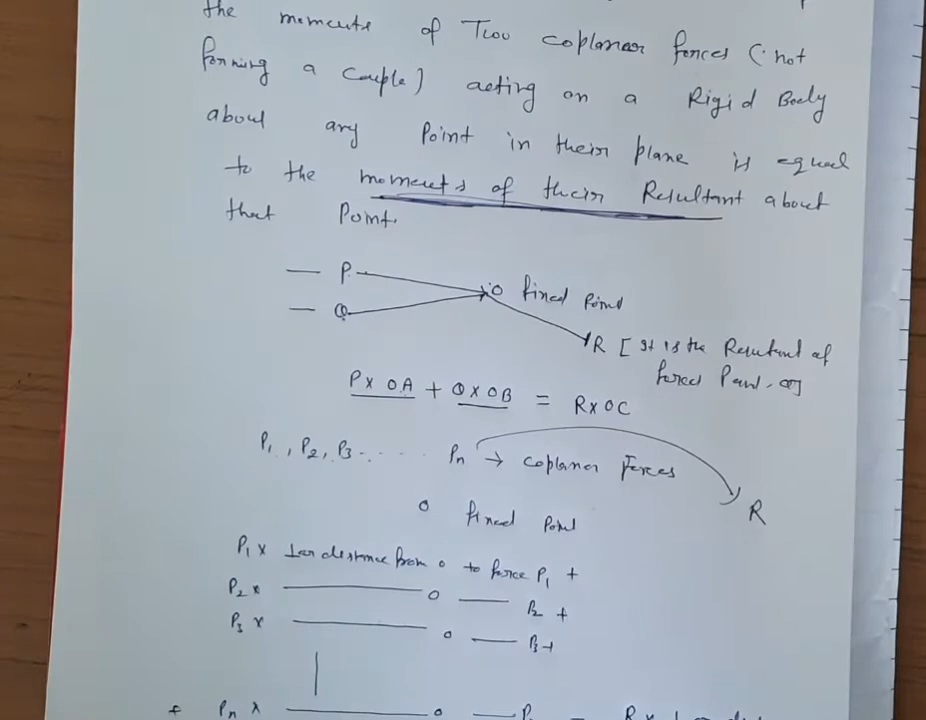 the moments of Two coplanar forces (not
forming a couple) acting on a Rigid Body
about any Point in their plane is equal
to the moments of their Resultant about
that Point.
— P O fixed Point
— Q
R [It is the Resultant of
forces P and Q]
P x OA + Q x OB = R x OC
P1, P2, P3 ...... Pn → coplanar Forces
R
O fixed Point
P1 x ⊥ar distance from O to force P1 +
P2 x —— O — P2 +
P3 x —— O — P3 +
|
+ Pn x —— O —